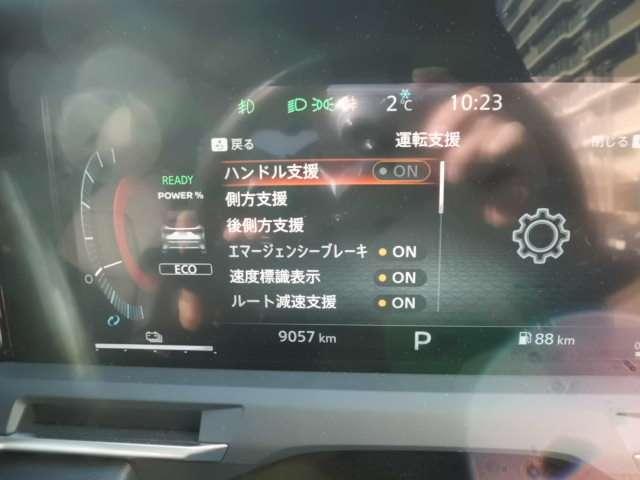 2℃ 10:23
戻る 運転支援 閉じる
ハンドル支援 ON
側方支援
後側方支援
エマージェンシーブレーキ ON
速度標識表示 ON
ルート減速支援 ON
READY
POWER %
0
ECO
9057 km P 88 km